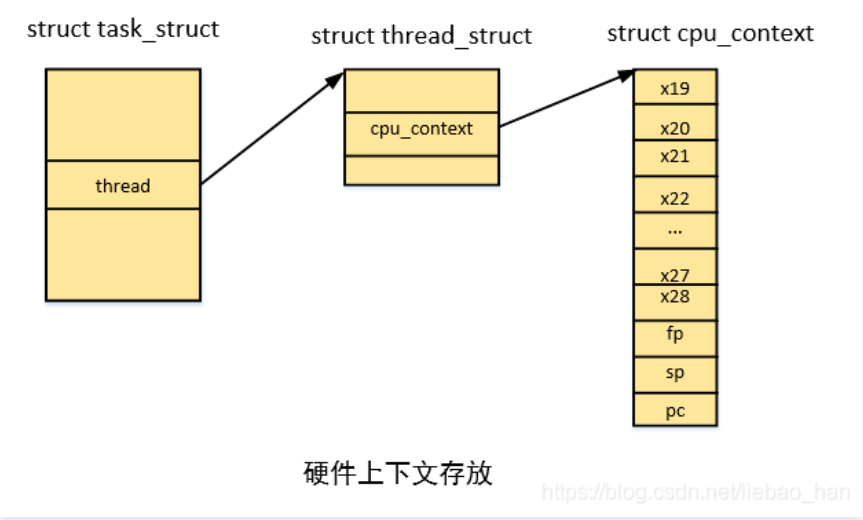 struct task_struct
struct thread_struct
struct cpu_context
thread
cpu_context
x19
x20
x21
x22
...
x27
x28
fp
sp
pc
硬件上下文存放
https://blog.csdn.net/liebao_han